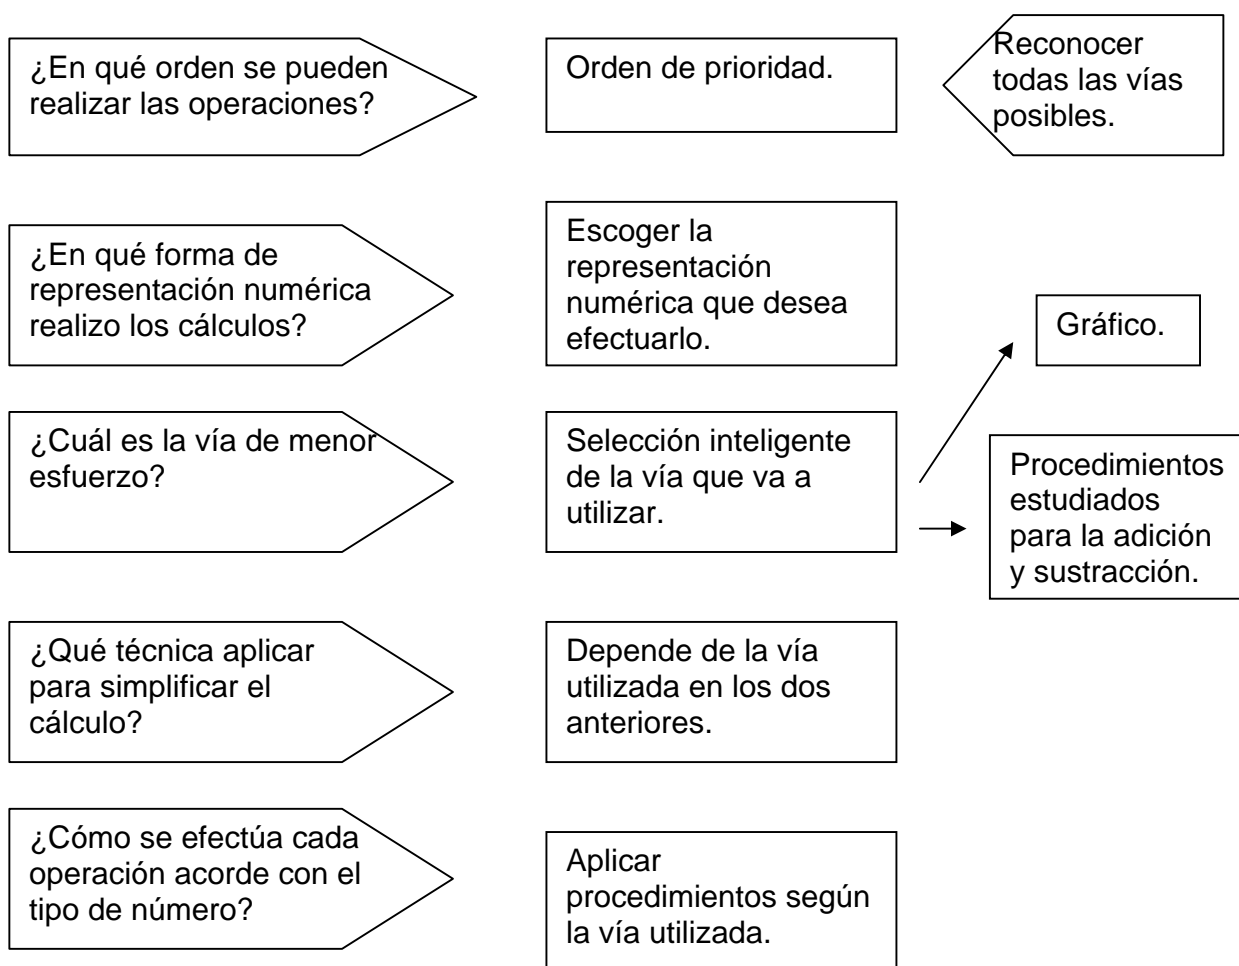 ¿En qué orden se pueden
realizar las operaciones?
Orden de prioridad.
Reconocer
todas las vías
posibles.
¿En qué forma de
representación numérica
realizo los cálculos?
Escoger la
representación
numérica que desea
efectuarlo.
Gráfico.
¿Cuál es la vía de menor
esfuerzo?
Selección inteligente
de la vía que va a
utilizar.
Procedimientos
estudiados
para la adición
y sustracción.
¿Qué técnica aplicar
para simplificar el
cálculo?
Depende de la vía
utilizada en los dos
anteriores.
¿Cómo se efectúa cada
operación acorde con el
tipo de número?
Aplicar
procedimientos según
la vía utilizada.